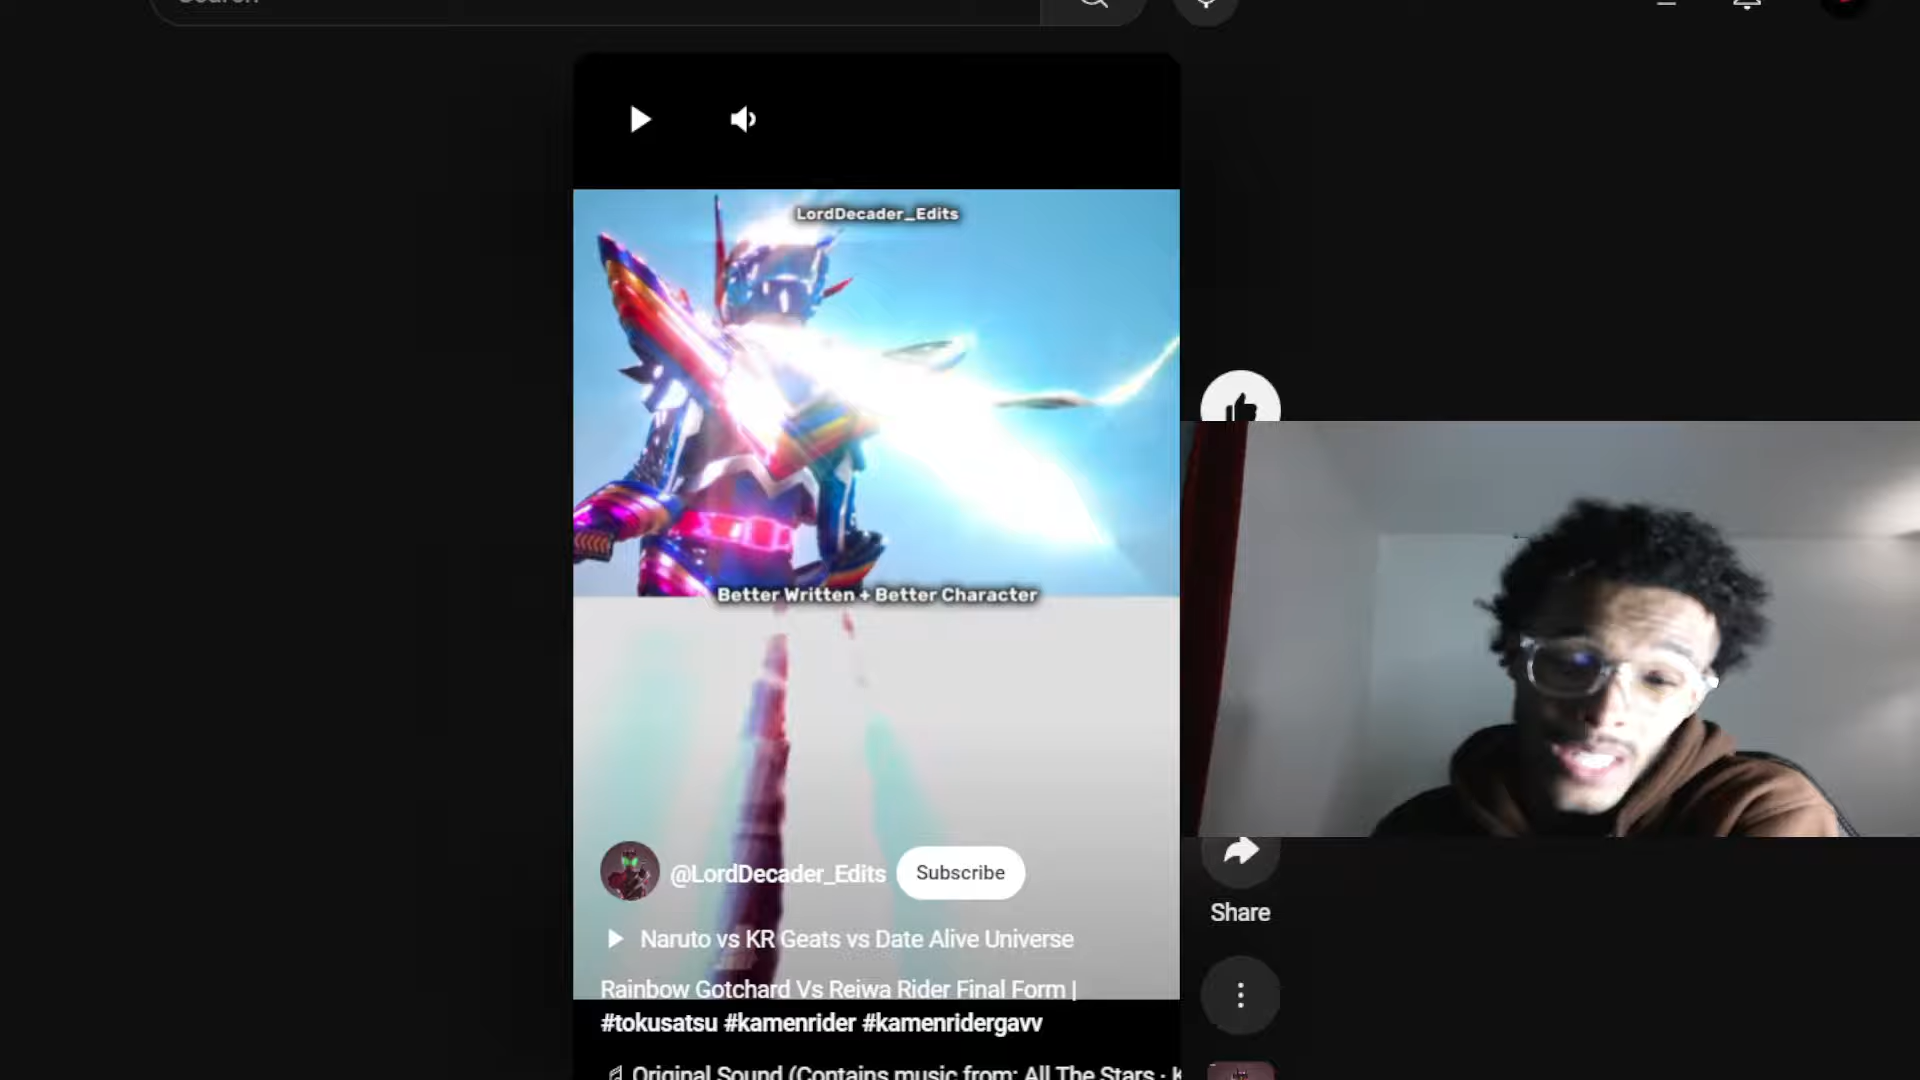 LordDecader_Edits
Better Written + Better Character
@LordDecader_Edits Subscribe
Naruto vs KR Geats vs Date Alive Universe
Rainbow Gotchard Vs Reiwa Rider Final Form |
#tokusatsu #kamenrider #kamenridergavv
Original Sound (Contains music from: All The Stars · K
Share